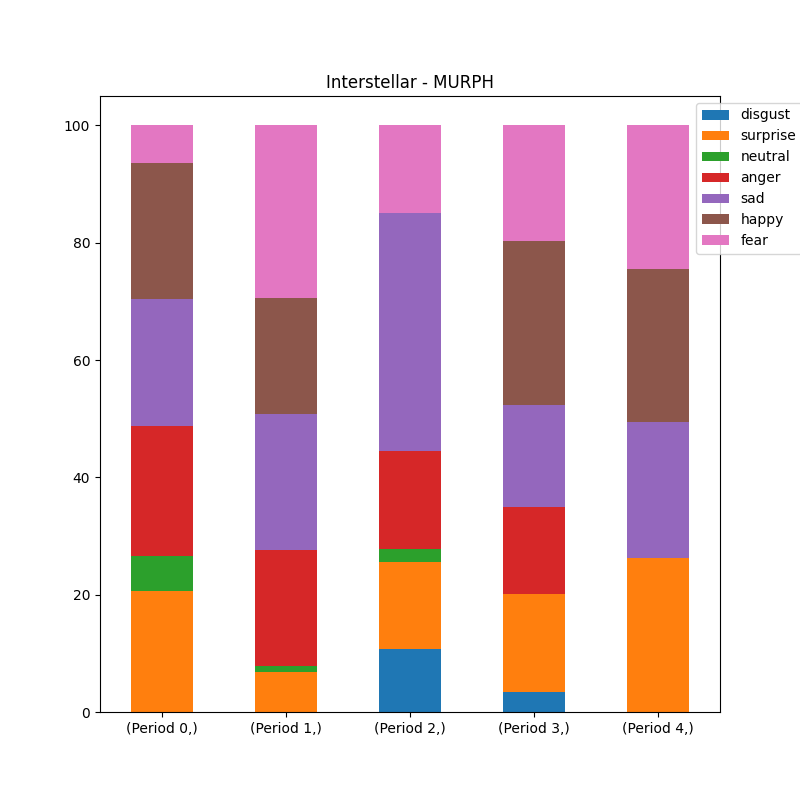 Interstellar - MURPH
100
80
60
40
20
0
(Period 0,) (Period 1,) (Period 2,) (Period 3,) (Period 4,)
disgust
surprise
neutral
anger
sad
happy
fear